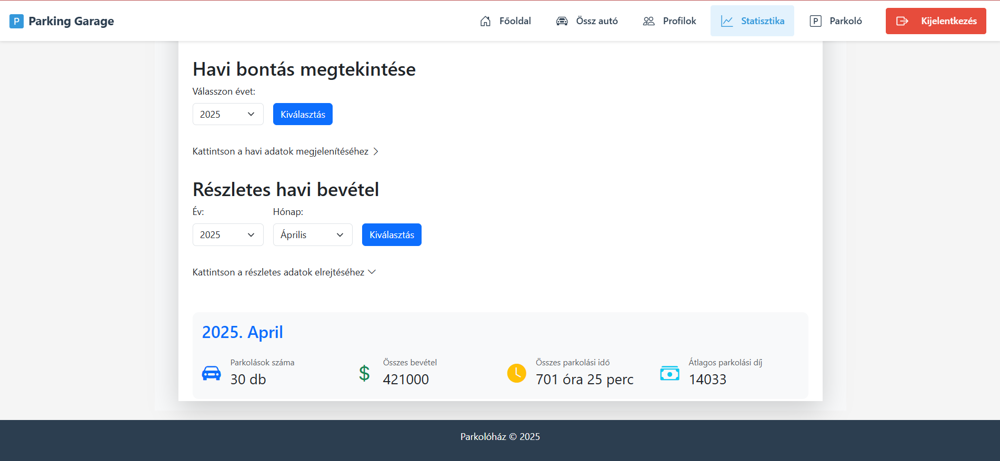 P Parking Garage
Főoldal
Össz autó
Profilok
Statisztika
P Parkoló
Kijelentkezés
Havi bontás megtekintése
Válasszon évet:
2025
Kiválasztás
Kattintson a havi adatok megjelenítéséhez
Részletes havi bevétel
Év:
Hónap:
2025
Április
Kiválasztás
Kattintson a részletes adatok elrejtéséhez
2025. April
Parkolások száma
30 db
$
Összes bevétel
421000
Összes parkolási idő
701 óra 25 perc
Átlagos parkolási díj
14033
Parkolóház © 2025